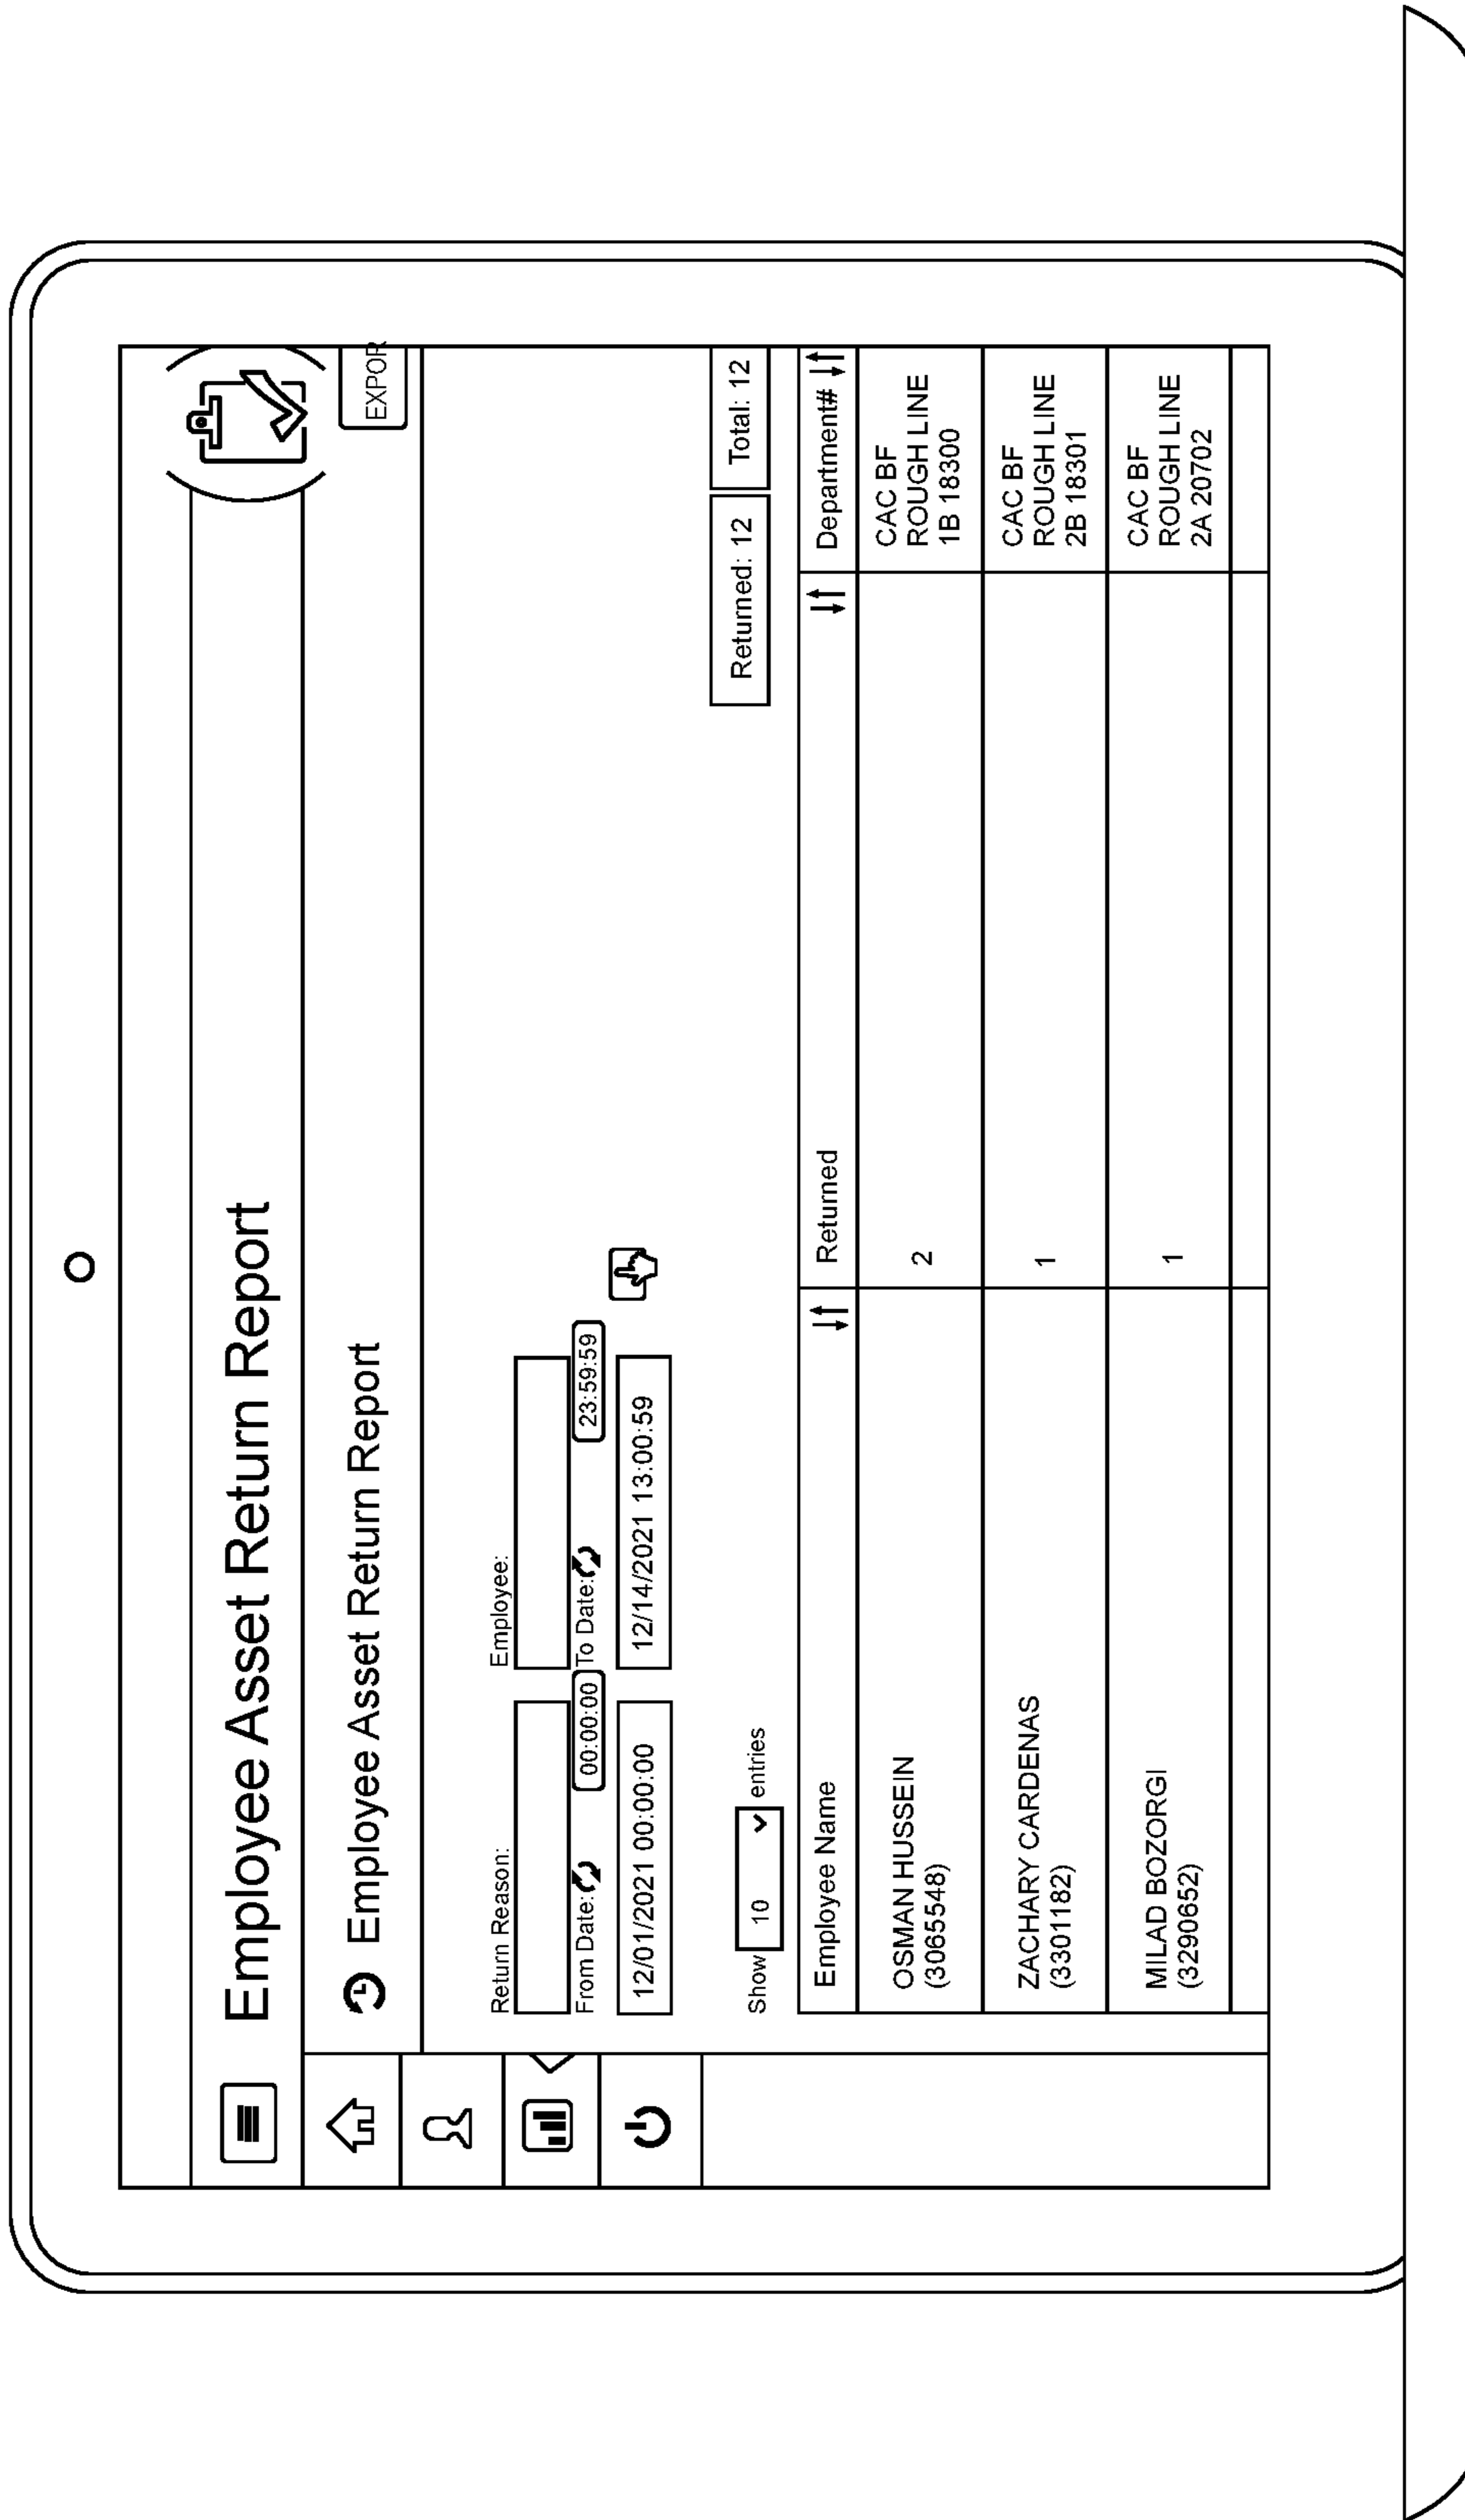 Employee Asset Return Report
Employee Asset Return Report
EXPOR
Return Reason:
Employee:
From Date:
00:00:00
To Date:
23:59:59
12/01/2021 00:00:00
12/14/2021 13:00:59
Returned: 12
Total: 12
Show 10 entries
Employee Name
Returned
Department#
OSMAN HUSSEIN
(3065548)
2
CAC BF
ROUGH LINE
1B 18300
ZACHARY CARDENAS
(3301182)
1
CAC BF
ROUGH LINE
2B 18301
MILAD BOZORGI
(3290652)
1
CAC BF
ROUGH LINE
2A 20702